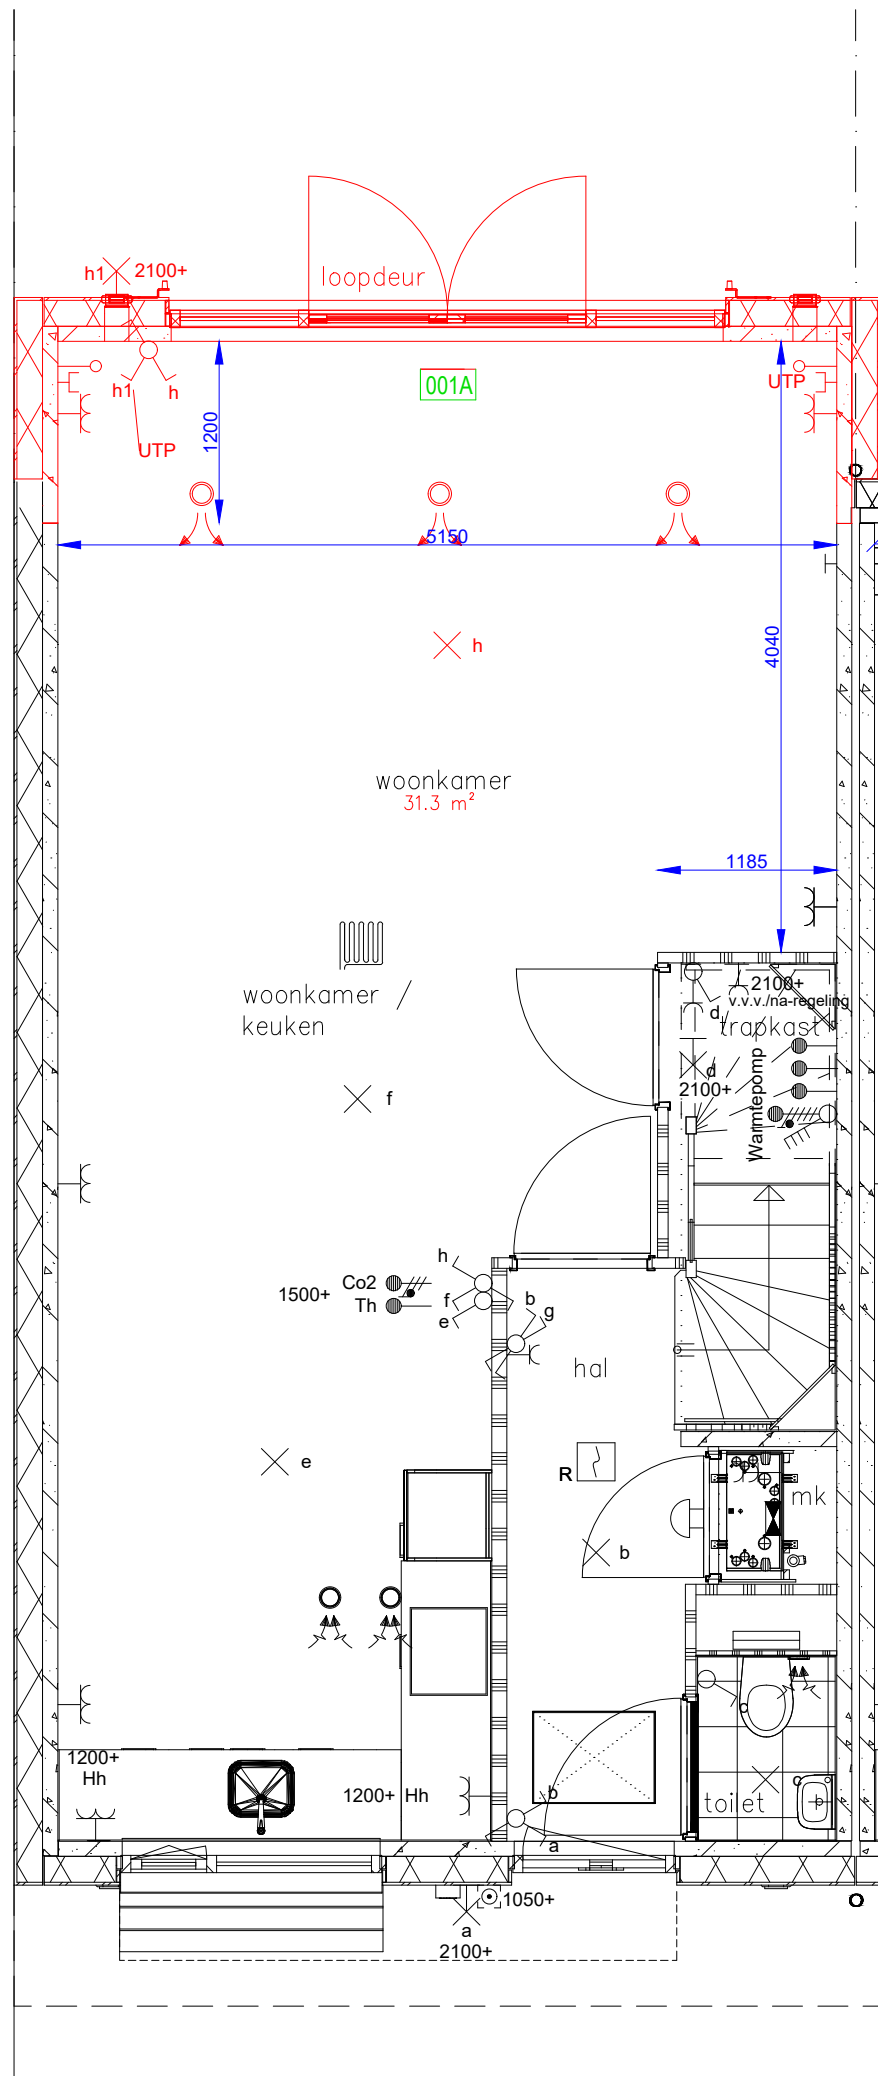 h1 2100+
loopdeur
001A
h1 h
UTP
UTP
1200
5150
4040
h
woonkamer
31.3 m²
1185
woonkamer /
keuken
2100+
v.v.v./na-regeling
d
trapkast
d
2100+
Warmtepomp
f
h
Co2
1500+
Th
f
e
b
g
hal
e
R
mk
b
1200+
Hh
1200+ Hh
b
a
toilet
1050+
a
2100+